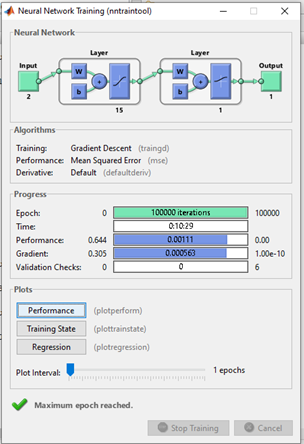 Neural Network Training (nntraintool)
Neural Network
Layer Layer
Input Output
W W
b b
+ +
2 15 1 1
Algorithms
Training: Gradient Descent (traingd)
Performance: Mean Squared Error (mse)
Derivative: Default (defaultderiv)
Progress
Epoch: 0 100000 iterations 100000
Time: 0:10:29
Performance: 0.644 0.00111 0.00
Gradient: 0.305 0.000563 1.00e-10
Validation Checks: 0 0 6
Plots
Performance (plotperform)
Training State (plottrainstate)
Regression (plotregression)
Plot Interval: 1 epochs
Maximum epoch reached.
Stop Training Cancel